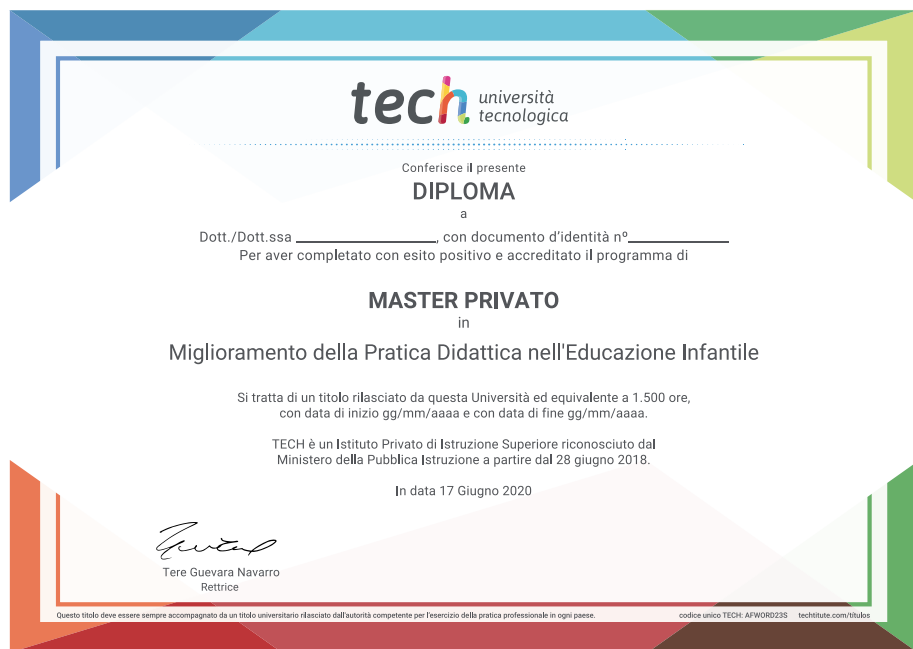 tech università
tecnologica
Conferisce il presente
DIPLOMA
a
Dott./Dott.ssa ________________, con documento d'identità nº____________
Per aver completato con esito positivo e accreditato il programma di
MASTER PRIVATO
in
Miglioramento della Pratica Didattica nell'Educazione Infantile
Si tratta di un titolo rilasciato da questa Università ed equivalente a 1.500 ore,
con data di inizio gg/mm/aaaa e con data di fine gg/mm/aaaa.
TECH è un Istituto Privato di Istruzione Superiore riconosciuto dal
Ministero della Pubblica Istruzione a partire dal 28 giugno 2018.
In data 17 Giugno 2020
Tere Guevara Navarro
Rettrice
Questo titolo deve essere sempre accompagnato da un titolo universitario rilasciato dall'autorità competente per l'esercizio della pratica professionale in ogni paese.
codice unico TECH: AFWORD23S techtitute.com/titulos